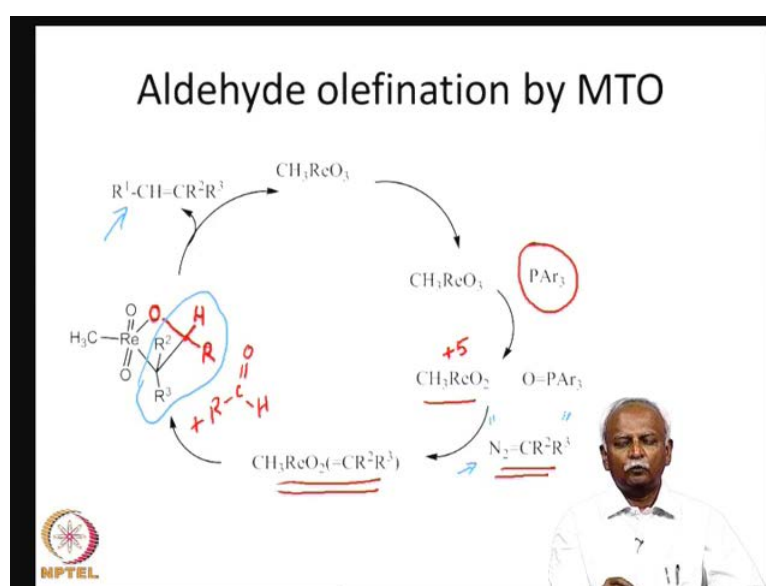 Aldehyde olefination by MTO
CH₃ReO₃
R¹-CH=CR²R³
CH₃ReO₃ PAr₃
O O H
H₃C—Re R² R
O R³
+5
CH₃ReO₂ O=PAr₃
O
+ R-C-H
N₂=CR²R³
CH₃ReO₂(=CR²R³)
NPTEL